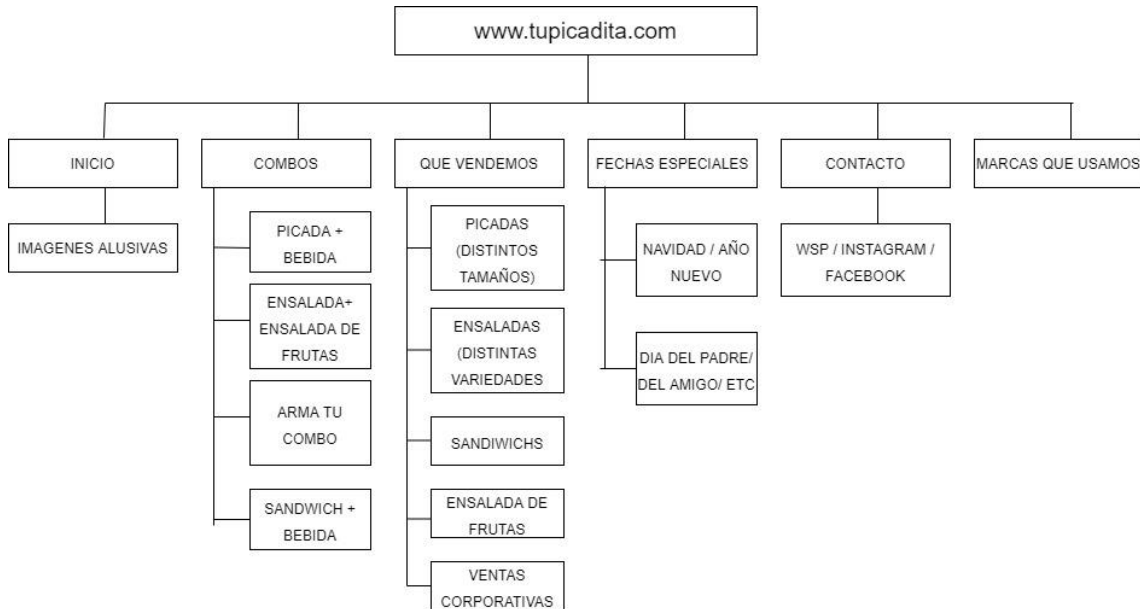 www.tupicadita.com
INICIO
COMBOS
QUE VENDEMOS
FECHAS ESPECIALES
CONTACTO
MARCAS QUE USAMOS
IMAGENES ALUSIVAS
PICADA +
BEBIDA
ENSALADA+
ENSALADA DE
FRUTAS
ARMA TU
COMBO
SANDWICH +
BEBIDA
PICADAS
(DISTINTOS
TAMAÑOS)
ENSALADAS
(DISTINTAS
VARIEDADES
SANDIWICHS
ENSALADA DE
FRUTAS
VENTAS
CORPORATIVAS
NAVIDAD / AÑO
NUEVO
DIA DEL PADRE/
DEL AMIGO/ ETC
WSP / INSTAGRAM /
FACEBOOK